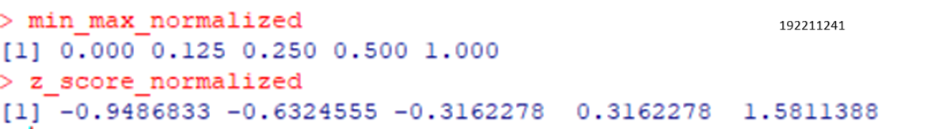 > min_max_normalized
192211241
[1] 0.000 0.125 0.250 0.500 1.000
> z_score_normalized
[1] -0.9486833 -0.6324555 -0.3162278  0.3162278  1.5811388